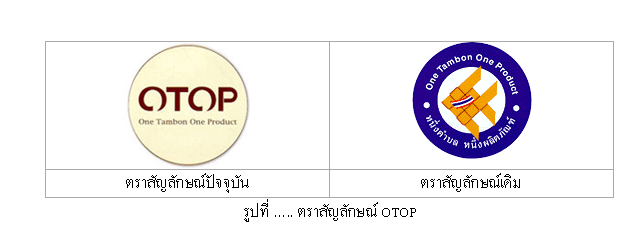 OTOP
One Tambon One Product
One Tambon One Product
หนึ่งตำบล หนึ่งผลิตภัณฑ์
ตราสัญลักษณ์ปัจจุบัน
ตราสัญลักษณ์เดิม
รูปที่ ..... ตราสัญลักษณ์ OTOP